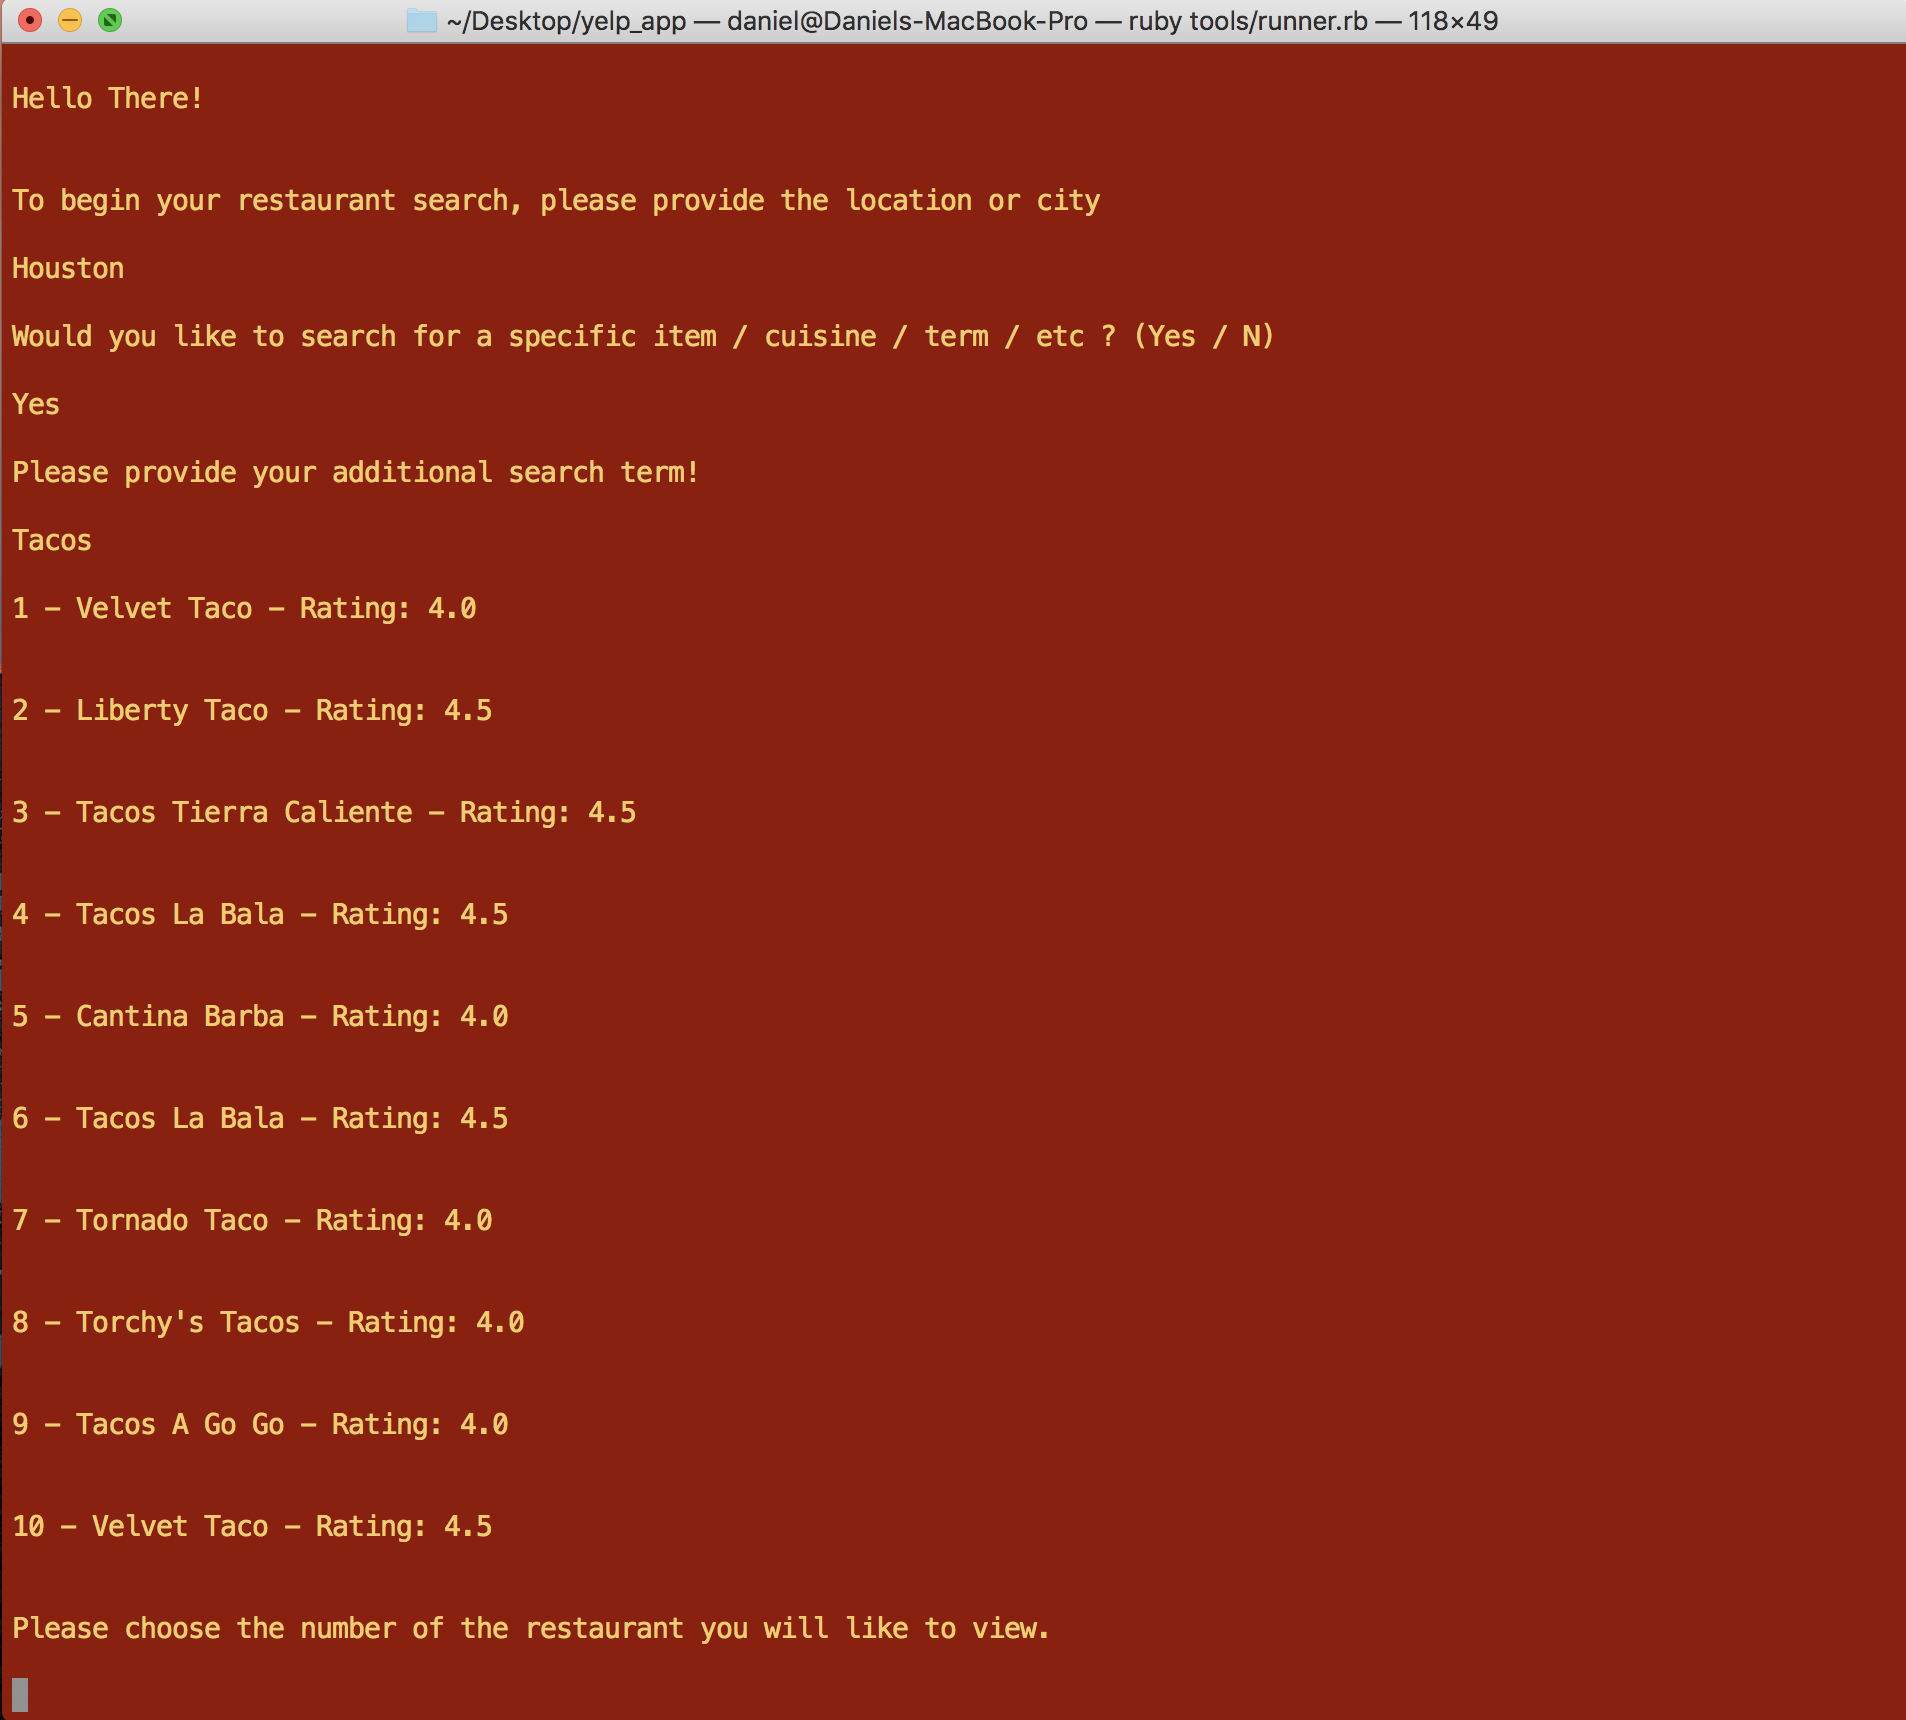 ~/Desktop/yelp_app — daniel@Daniels-MacBook-Pro — ruby tools/runner.rb — 118×49
Hello There!
To begin your restaurant search, please provide the location or city
Houston
Would you like to search for a specific item / cuisine / term / etc ? (Yes / N)
Yes
Please provide your additional search term!
Tacos
1 - Velvet Taco - Rating: 4.0
2 - Liberty Taco - Rating: 4.5
3 - Tacos Tierra Caliente - Rating: 4.5
4 - Tacos La Bala - Rating: 4.5
5 - Cantina Barba - Rating: 4.0
6 - Tacos La Bala - Rating: 4.5
7 - Tornado Taco - Rating: 4.0
8 - Torchy's Tacos - Rating: 4.0
9 - Tacos A Go Go - Rating: 4.0
10 - Velvet Taco - Rating: 4.5
Please choose the number of the restaurant you will like to view.